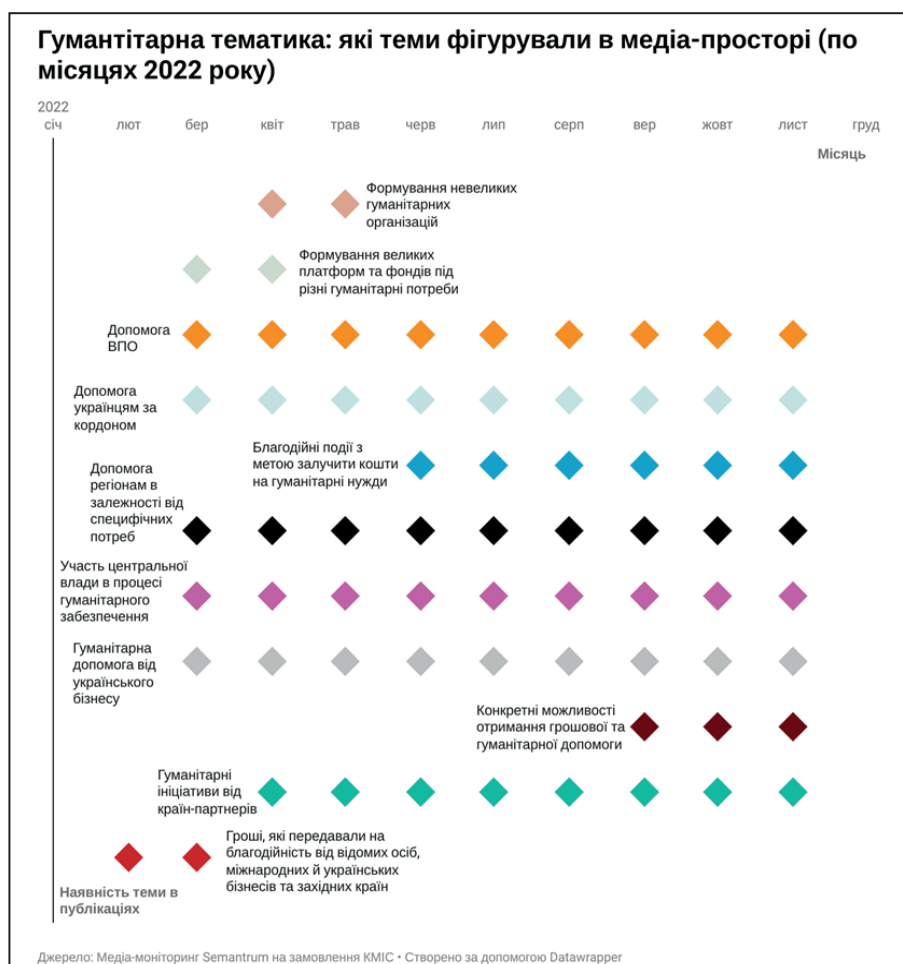 Гумантітарна тематика: які теми фігурували в медіа-просторі (по
місяцях 2022 року)
2022
січ лют бер квіт трав черв лип серп вер жовт лист груд
Місяць
Формування невеликих
гуманітарних
організацій
Формування великих
платформ та фондів під
різні гуманітарні потреби
Допомога
ВПО
Допомога
українцям за
кордоном
Благодійні події з
метою залучити кошти
на гуманітарні нужди
Допомога
регіонам в
залежності від
специфічних
потреб
Участь центральної
влади в процесі
гуманітарного
забезпечення
Гуманітарна
допомога від
українського
бізнесу
Конкретні можливості
отримання грошової та
гуманітарної допомоги
Гуманітарні
ініціативи від
країн-партнерів
Гроші, які передавали на
благодійність від відомих осіб,
міжнародних й українських
бізнесів та західних країн
Наявність теми в
публікаціях
Джерело: Медіа-моніторинг Semantrum на замовлення КМІС • Створено за допомогою Datawrapper